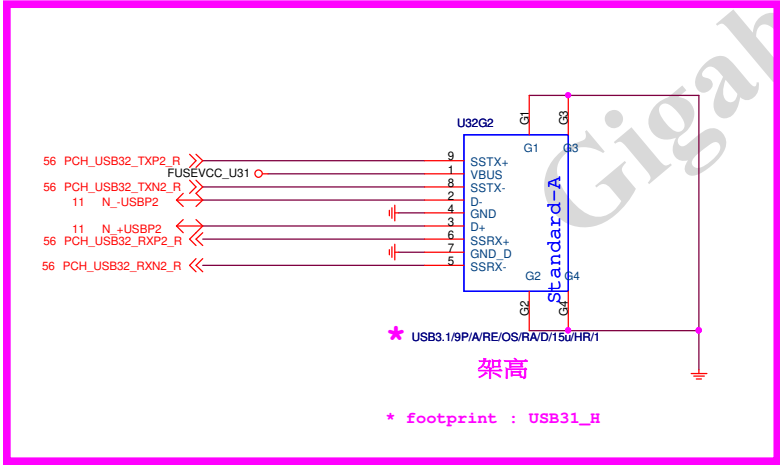 Gigab
U32G2
G1 G3
G1 G3
56 PCH_USB32_TXP2_R 9 SSTX+
FUSEVCC_U31 1 VBUS
56 PCH_USB32_TXN2_R 8 SSTX-
11 N_-USBP2 2 D-
4 GND
11 N_+USBP2 3 D+
56 PCH_USB32_RXP2_R 6 SSRX+
7 GND_D
56 PCH_USB32_RXN2_R 5 SSRX-
Standard-A
G2 G4
G2 G4
* USB3.1/9P/A/RE/OS/RA/D/15u/HR/1
架高
* footprint : USB31_H